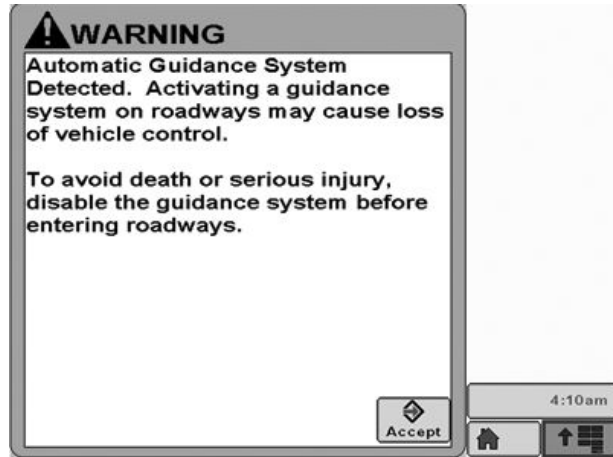 WARNING
Automatic Guidance System
Detected. Activating a guidance
system on roadways may cause loss
of vehicle control.
To avoid death or serious injury,
disable the guidance system before
entering roadways.
Accept
4:10am